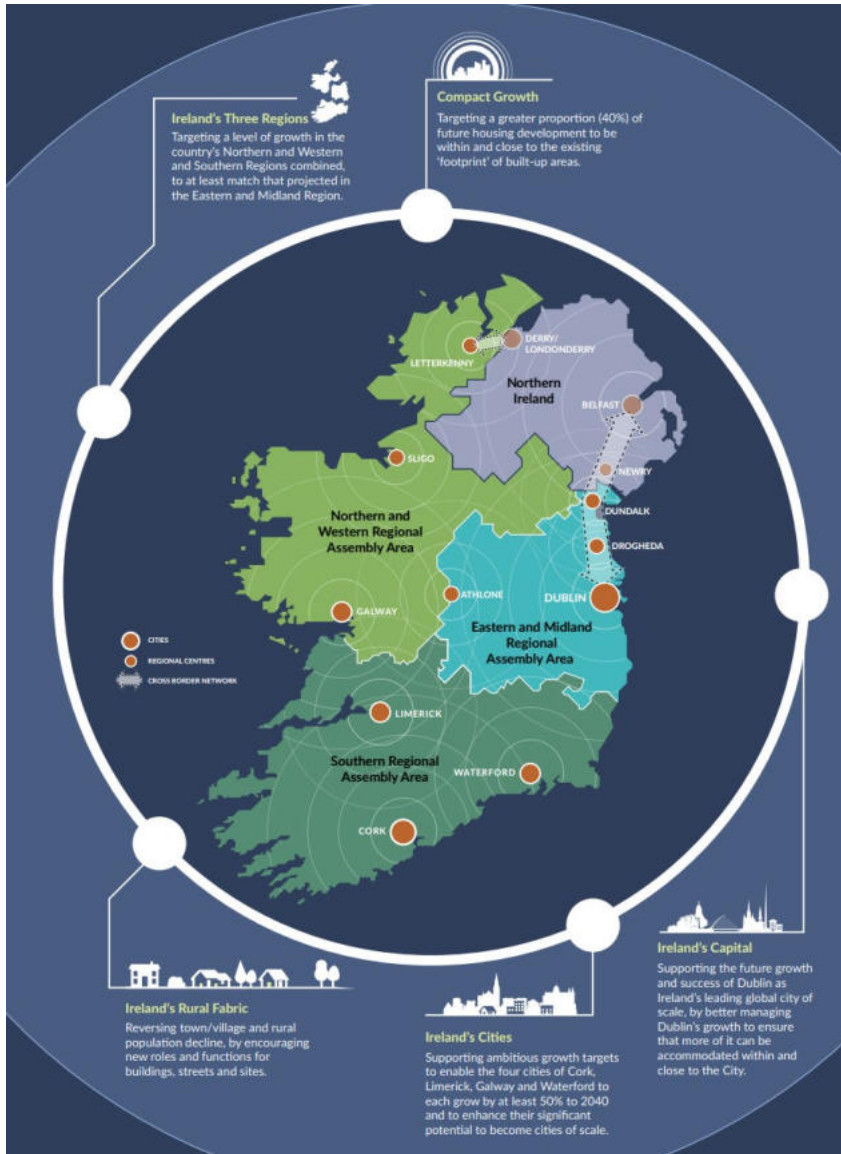 Ireland's Three Regions
Targeting a level of growth in the
country's Northern and Western
and Southern Regions combined,
to at least match that projected in
the Eastern and Midland Region.
Compact Growth
Targeting a greater proportion (40%) of
future housing development to be
within and close to the existing
'footprint' of built-up areas.
LETTERKENNY
DERRY/
LONDONDERRY
Northern
Ireland
BELFAST
SLIGO
NEWRY
DUNDALK
Northern and
Western Regional
Assembly Area
DROGHEDA
ATHLONE
DUBLIN
GALWAY
Eastern and Midland
Regional
Assembly Area
CITIES
REGIONAL CENTRES
CROSS BORDER NETWORK
LIMERICK
Southern Regional
Assembly Area
WATERFORD
CORK
Ireland's Capital
Supporting the future growth
and success of Dublin as
Ireland's leading global city of
scale, by better managing
Dublin's growth to ensure
that more of it can be
accommodated within and
close to the City.
Ireland's Rural Fabric
Reversing town/village and rural
population decline, by encouraging
new roles and functions for
buildings, streets and sites.
Ireland's Cities
Supporting ambitious growth targets
to enable the four cities of Cork,
Limerick, Galway and Waterford to
each grow by at least 50% to 2040
and to enhance their significant
potential to become cities of scale.